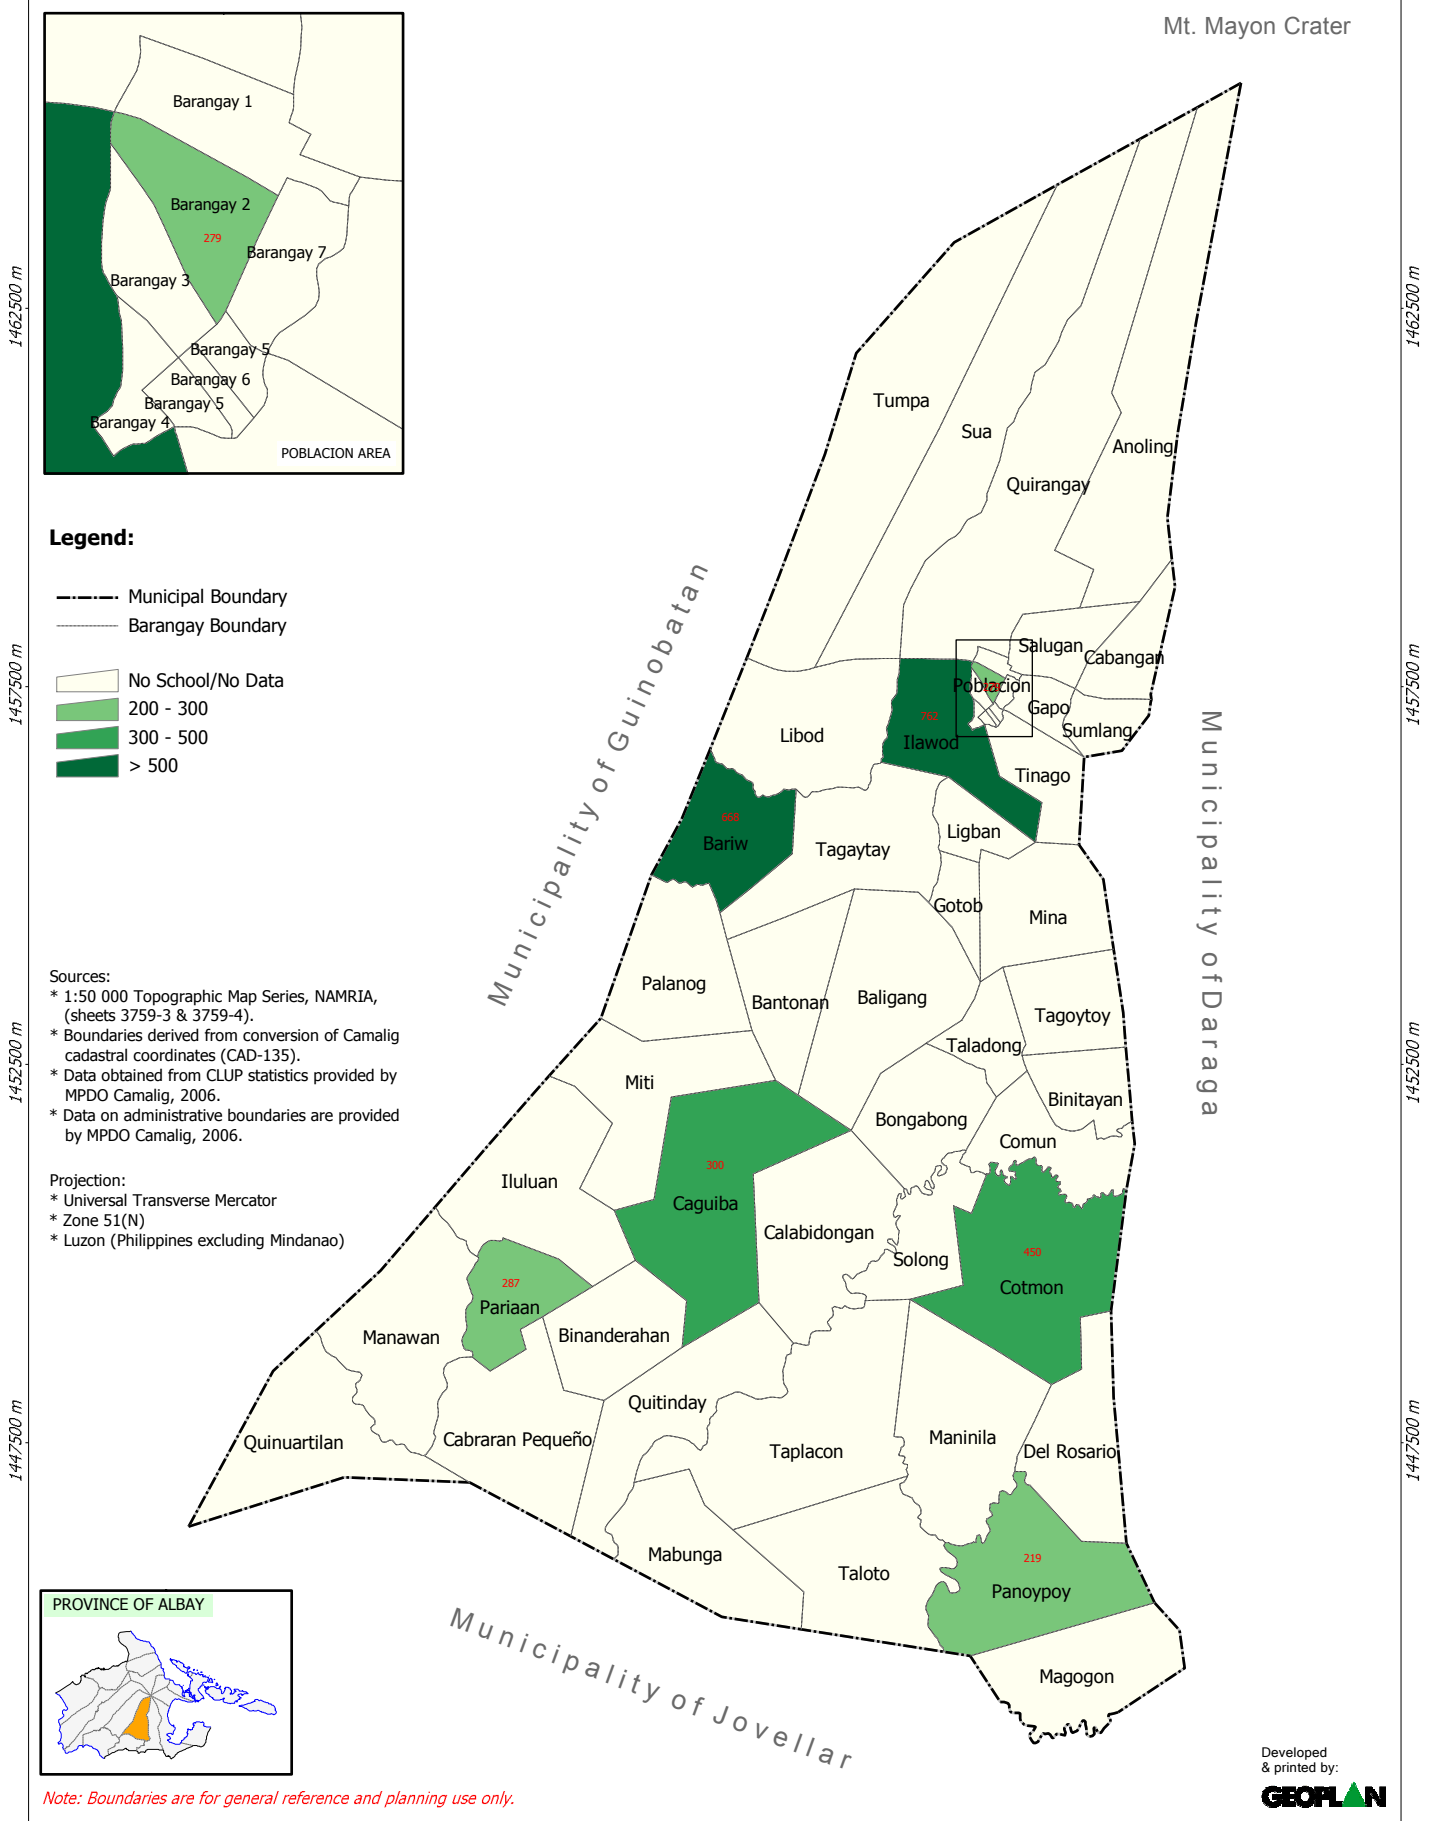 Mt. Mayon Crater
Barangay 1
Barangay 2
279
Barangay 7
Barangay 3
Barangay 5
Barangay 6
Barangay 5
Barangay 4
POBLACION AREA
1462500 m
1462500 m
Legend:
Municipal Boundary
Barangay Boundary
No School/No Data
200 - 300
300 - 500
> 500
1457500 m
1457500 m
Municipality of Guinobatan
Municipality of Daraga
Tumpa
Sua
Anoling
Quirangay
Salugan
Cabangan
Poblacion
Gapo
Sumlang
Libod
Ilawod
Tinago
668
Bariw
Ligban
Tagaytay
Gotob
Mina
Palanog
Bantonan
Baligang
Tagoytoy
Taladong
Miti
Binitayan
Bongabong
Comun
300
Iluluan
Caguiba
Calabidongan
450
Solong
Cotmon
287
Pariaan
Manawan
Binanderahan
Quitinday
Quinuartilan
Cabraran Pequeño
Taplacon
Maninila
Del Rosario
Mabunga
219
Taloto
Panoypoy
Magogon
Sources:
* 1:50 000 Topographic Map Series, NAMRIA,
(sheets 3759-3 & 3759-4).
* Boundaries derived from conversion of Camalig
cadastral coordinates (CAD-135).
* Data obtained from CLUP statistics provided by
MPDO Camalig, 2006.
* Data on administrative boundaries are provided
by MPDO Camalig, 2006.
1452500 m
1452500 m
Projection:
* Universal Transverse Mercator
* Zone 51(N)
* Luzon (Philippines excluding Mindanao)
1447500 m
1447500 m
Municipality of Jovellar
PROVINCE OF ALBAY
Note: Boundaries are for general reference and planning use only.
Developed
& printed by:
GEOPLAN